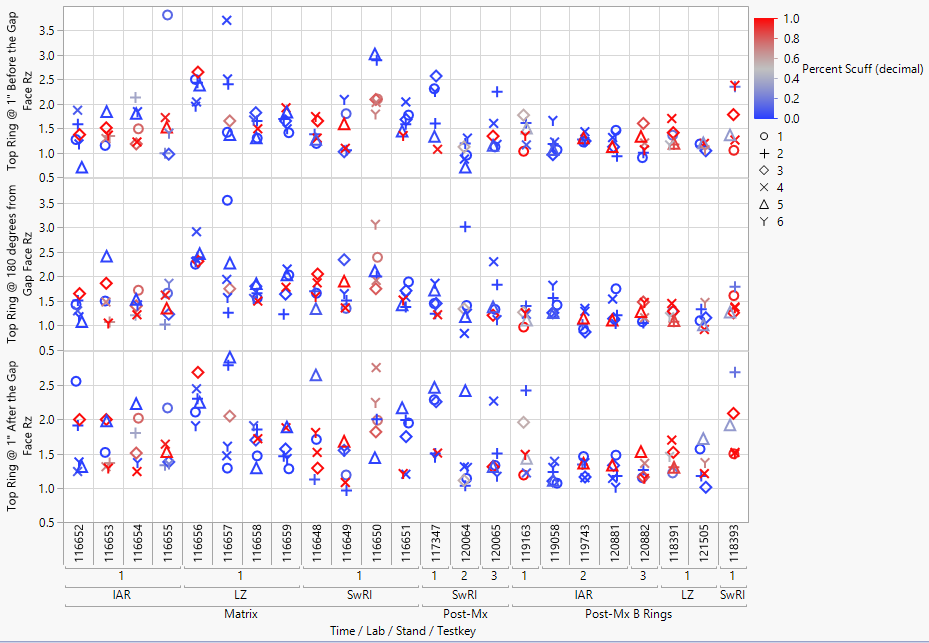 Top Ring @ 1" Before the Gap
Face Rz
3.5
3.0
2.5
2.0
1.5
1.0
0.5
Top Ring @ 180 degrees from
Gap Face Rz
3.5
3.0
2.5
2.0
1.5
1.0
0.5
Top Ring @ 1" After the Gap
Face Rz
2.5
2.0
1.5
1.0
0.5
116652 116653 116654 116655 116656 116657 116658 116659 116648 116649 116650 116651 117347 120064 120065 119163 119058 119743 120881 120882 118391 121505 118393
1 1 1 1 2 3 1 2 3 1 1
IAR LZ SwRI SwRI IAR LZ SwRI
Matrix Post-Mx Post-Mx B Rings
Time / Lab / Stand / Testkey
1.0
0.8
0.6
0.4
0.2
0.0
Percent Scuff (decimal)
1
2
3
4
5
6